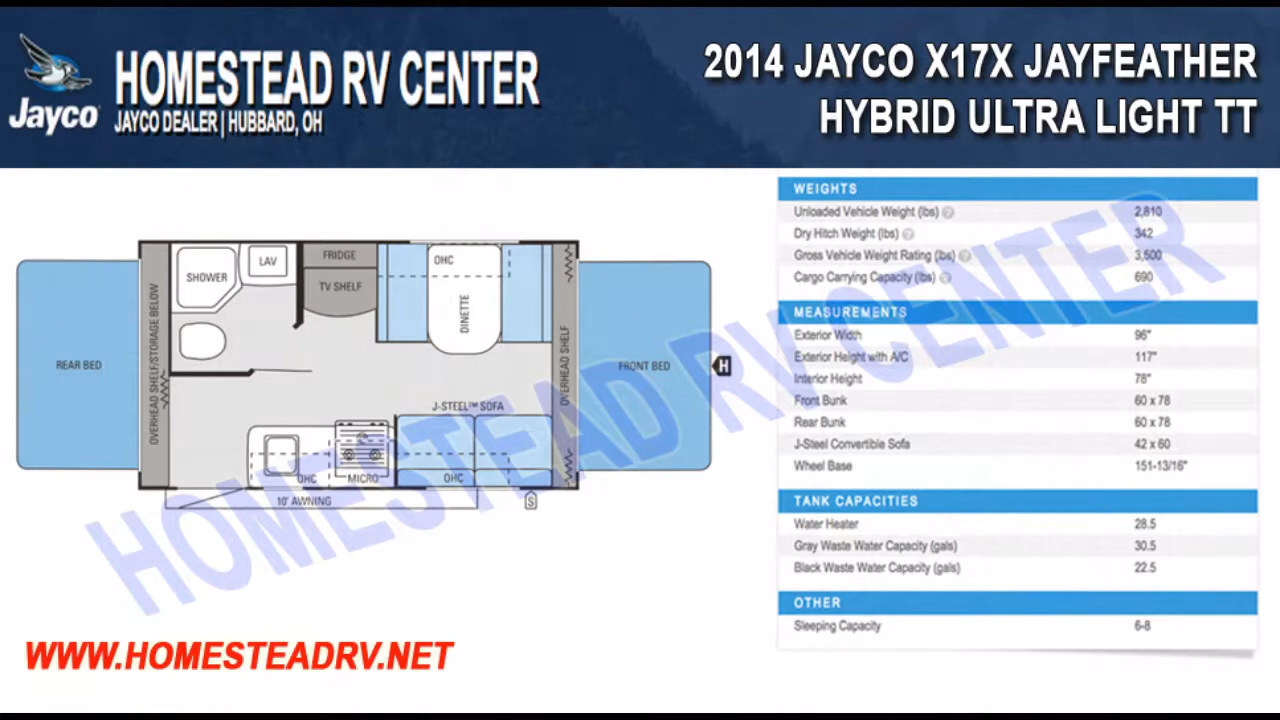 Jayco
HOMESTEAD RV CENTER
JAYCO DEALER | HUBBARD, OH
2014 JAYCO X17X JAYFEATHER
HYBRID ULTRA LIGHT TT
REAR BED
OVERHEAD SHELF/STORAGE BELOW
SHOWER
LAV
FRIDGE
TV SHELF
OHC
DINETTE
OVERHEAD SHELF
FRONT BED
H
J-STEEL™ SOFA
OHC
MICRO
OHC
10' AWNING
S
HOMESTEAD RV CENTER
WWW.HOMESTEADRV.NET
WEIGHTS
Unloaded Vehicle Weight (lbs) ? 2,810
Dry Hitch Weight (lbs) ? 342
Gross Vehicle Weight Rating (lbs) ? 3,500
Cargo Carrying Capacity (lbs) ? 690
MEASUREMENTS
Exterior Width 96"
Exterior Height with A/C 117"
Interior Height 78"
Front Bunk 60 x 78
Rear Bunk 60 x 78
J-Steel Convertible Sofa 42 x 60
Wheel Base 151-13/16"
TANK CAPACITIES
Water Heater 28.5
Gray Waste Water Capacity (gals) 30.5
Black Waste Water Capacity (gals) 22.5
OTHER
Sleeping Capacity 6-8